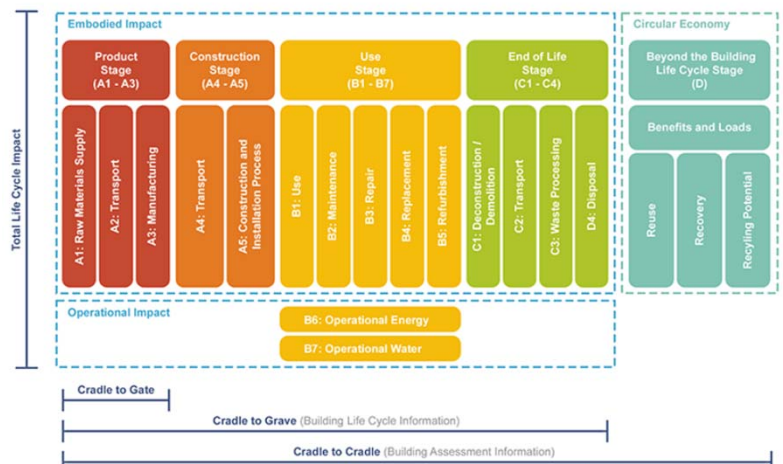 Embodied Impact
Circular Economy
Product
Stage
(A1 - A3)
Construction
Stage
(A4 - A5)
Use
Stage
(B1 - B7)
End of Life
Stage
(C1 - C4)
Beyond the Building
Life Cycle Stage
(D)
Benefits and Loads
Total Life Cycle Impact
A1: Raw Materials Supply
A2: Transport
A3: Manufacturing
A4: Transport
A5: Construction and
Installation Process
B1: Use
B2: Maintenance
B3: Repair
B4: Replacement
B5: Refurbishment
C1: Deconstruction /
Demolition
C2: Transport
C3: Waste Processing
D4: Disposal
Reuse
Recovery
Recyling Potential
Operational Impact
B6: Operational Energy
B7: Operational Water
Cradle to Gate
Cradle to Grave (Building Life Cycle Information)
Cradle to Cradle (Building Assessment Information)